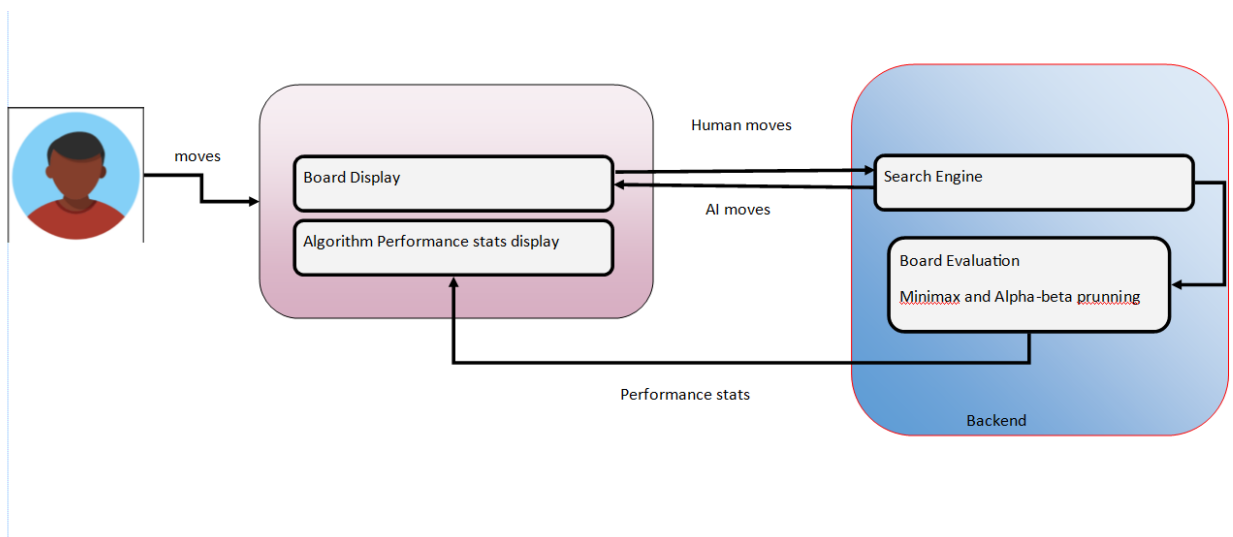 moves
Board Display
Algorithm Performance stats display
Human moves
AI moves
Search Engine
Board Evaluation
Minimax and Alpha-beta prunning
Performance stats
Backend